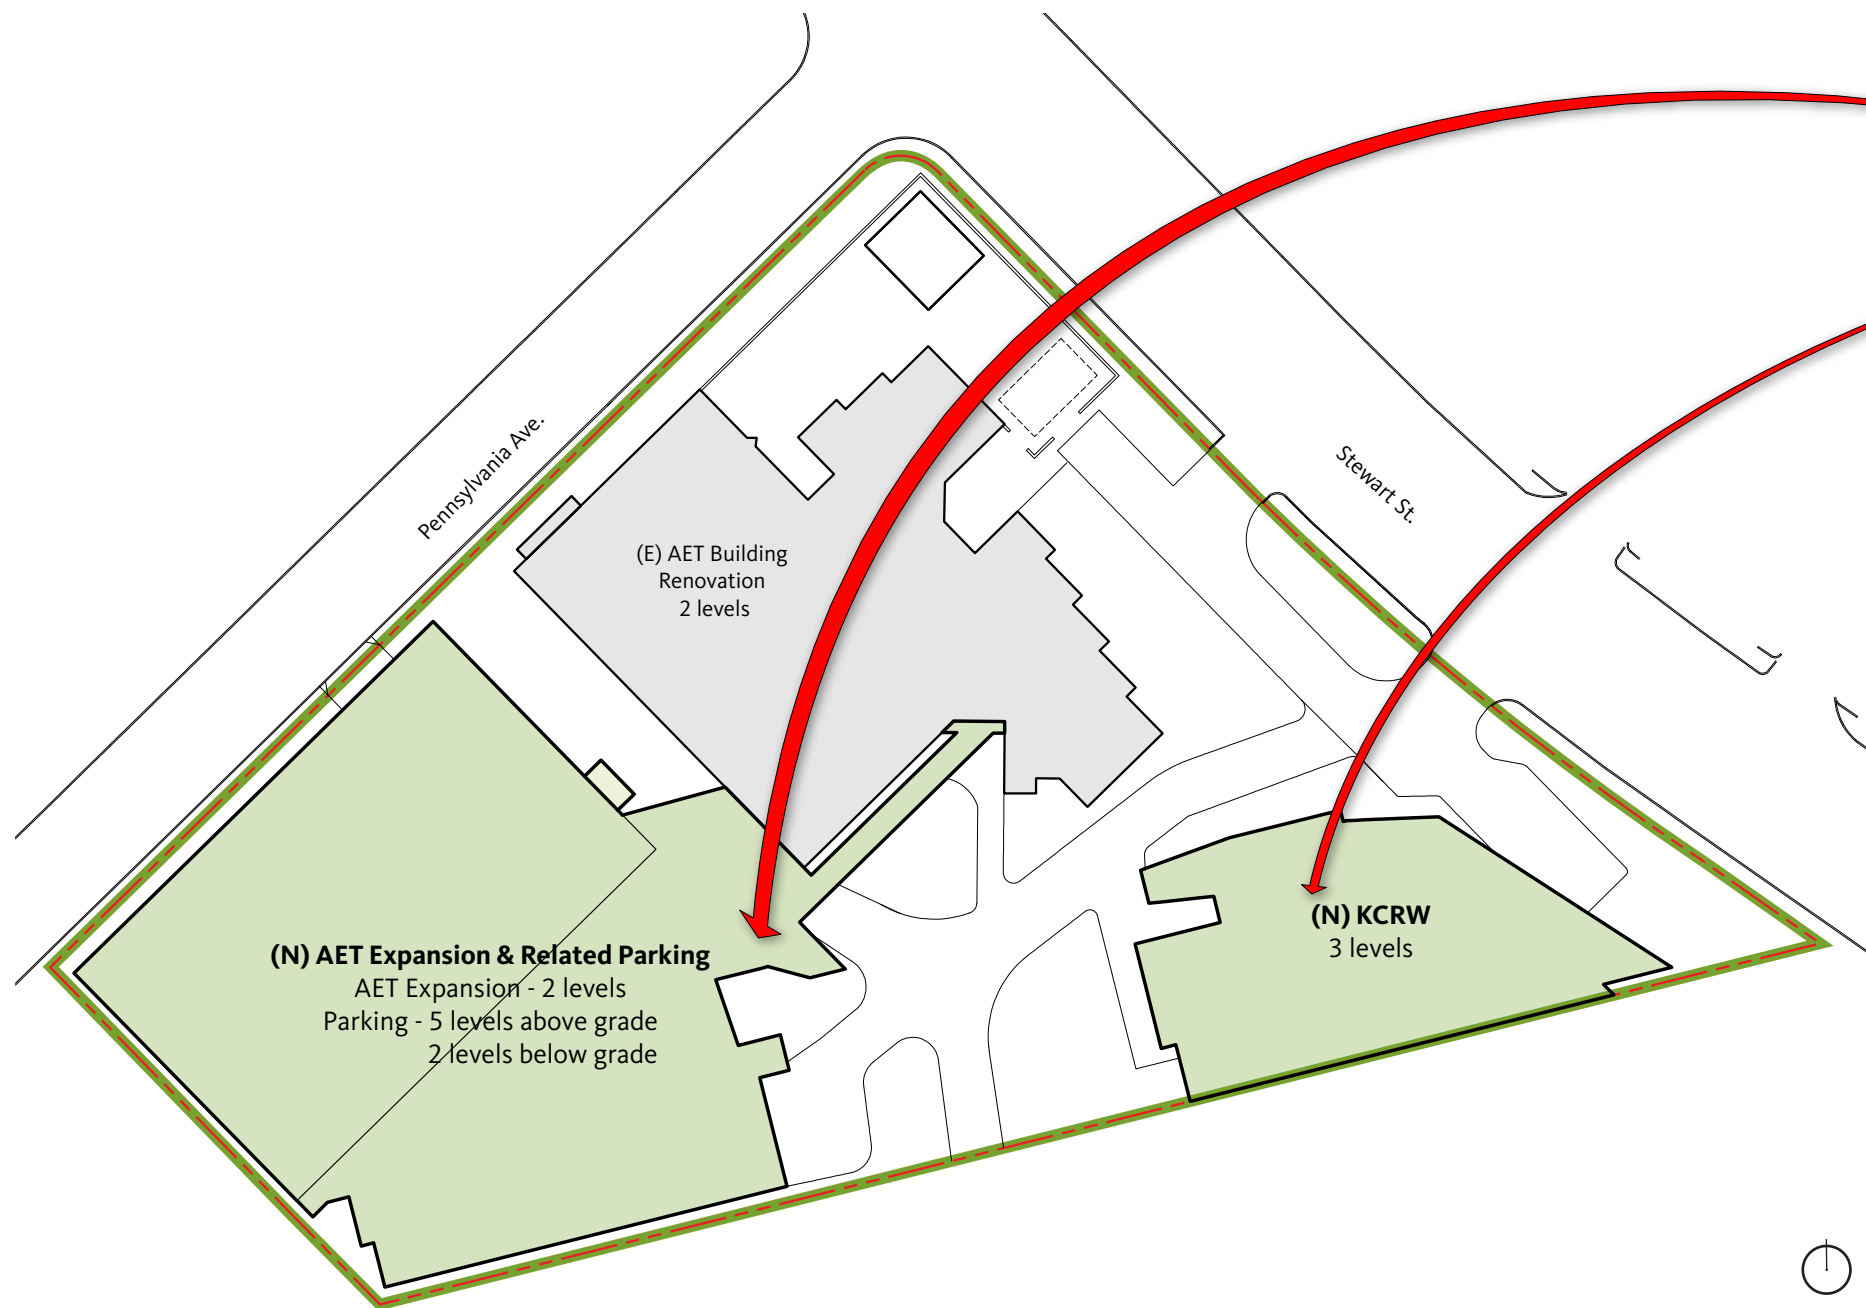 Pennsylvania Ave.
Stewart St.
(E) AET Building
Renovation
2 levels
(N) AET Expansion & Related Parking
AET Expansion - 2 levels
Parking - 5 levels above grade
2 levels below grade
(N) KCRW
3 levels